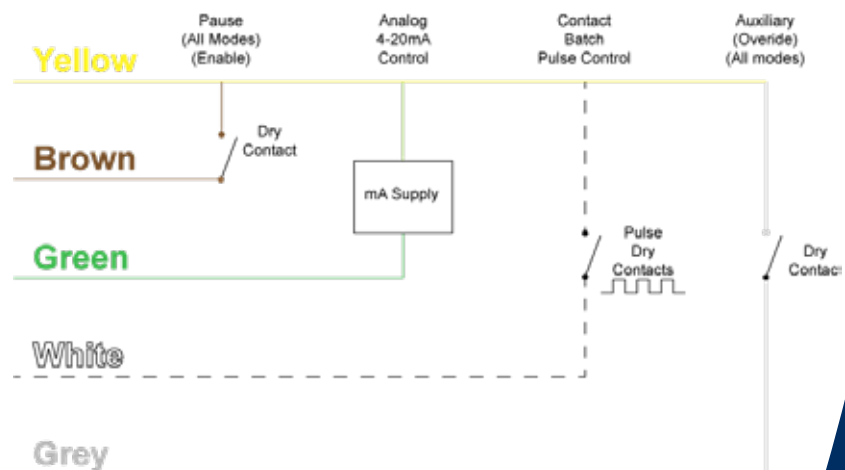 Pause
(All Modes)
(Enable)
Analog
4-20mA
Control
Contact
Batch
Pulse Control
Auxiliary
(Overide)
(All modes)
Yellow
Dry
Contact
Brown
mA Supply
Green
Pulse
Dry
Contacts
Dry
Contac
White
Grey